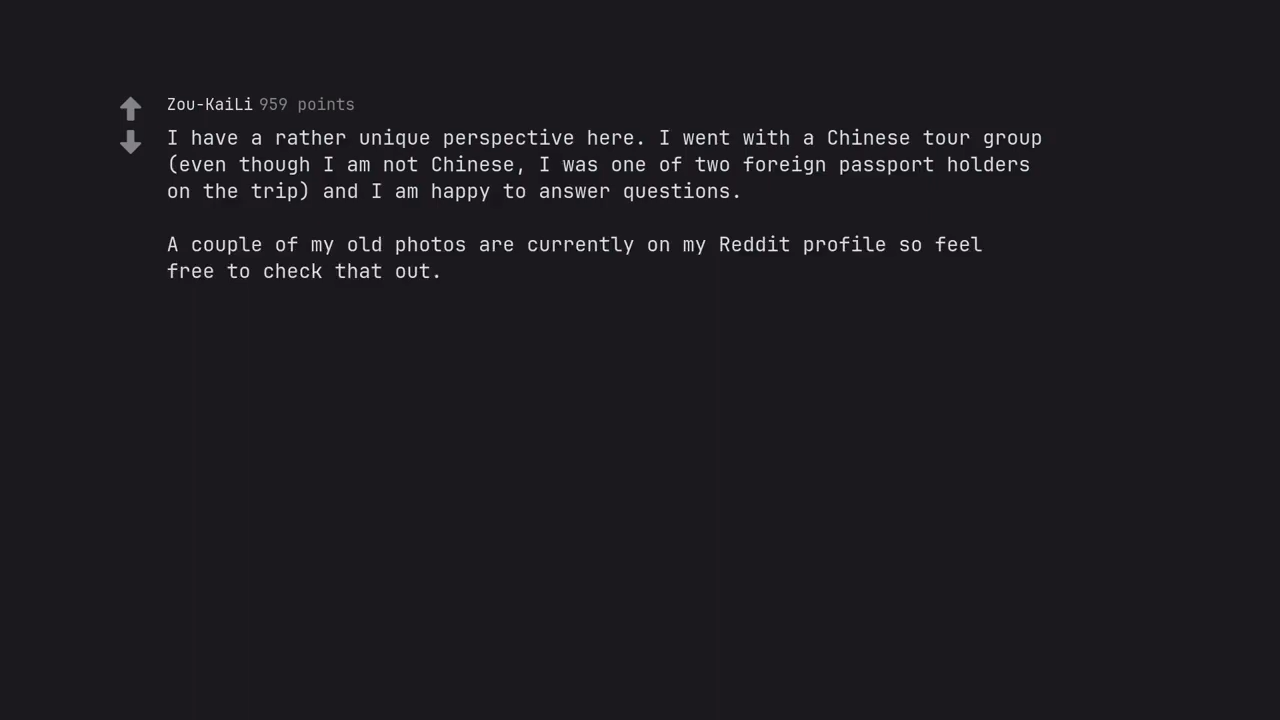 Zou-KaiLi 959 points
I have a rather unique perspective here. I went with a Chinese tour group
(even though I am not Chinese, I was one of two foreign passport holders
on the trip) and I am happy to answer questions.
A couple of my old photos are currently on my Reddit profile so feel
free to check that out.